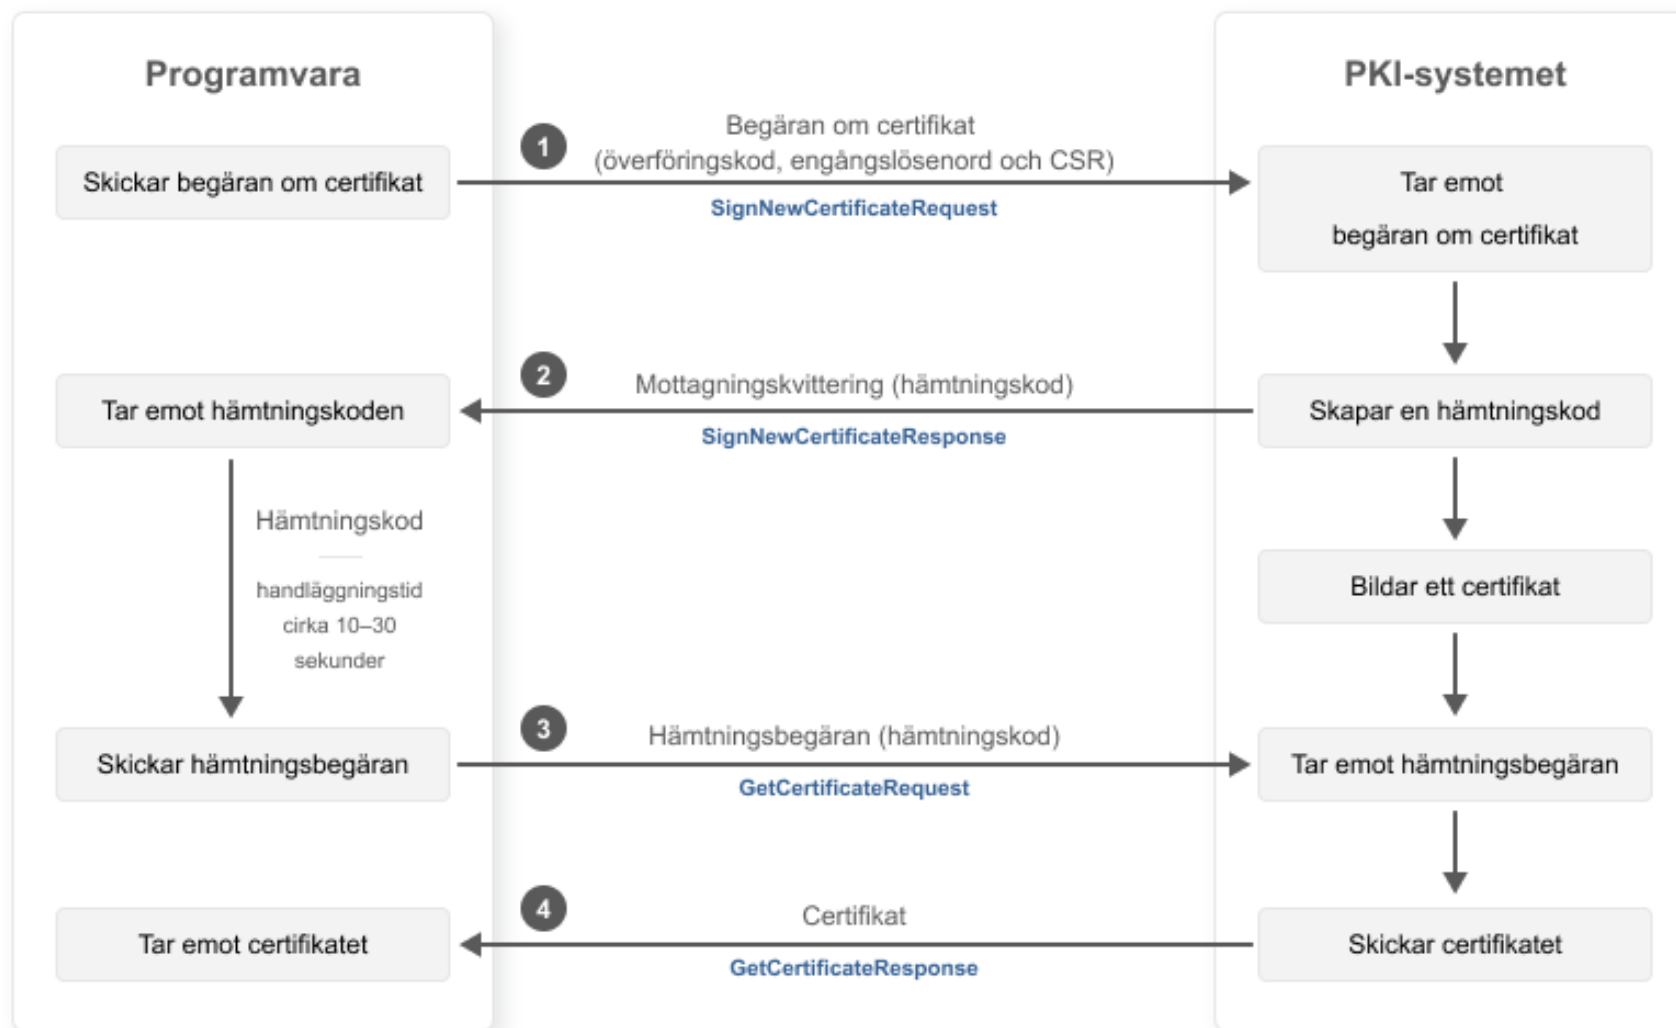 Programvara
PKI-systemet
1
Begäran om certifikat
(överföringskod, engångslösenord och CSR)
Skickar begäran om certifikat
SignNewCertificateRequest
Tar emot
begäran om certifikat
2
Mottagningskvittering (hämtningskod)
Tar emot hämtningskoden
SignNewCertificateResponse
Skapar en hämtningskod
Hämtningskod
handläggningstid
cirka 10–30
sekunder
Bildar ett certifikat
3
Hämtningsbegäran (hämtningskod)
Skickar hämtningsbegäran
GetCertificateRequest
Tar emot hämtningsbegäran
4
Certifikat
Tar emot certifikatet
GetCertificateResponse
Skickar certifikatet